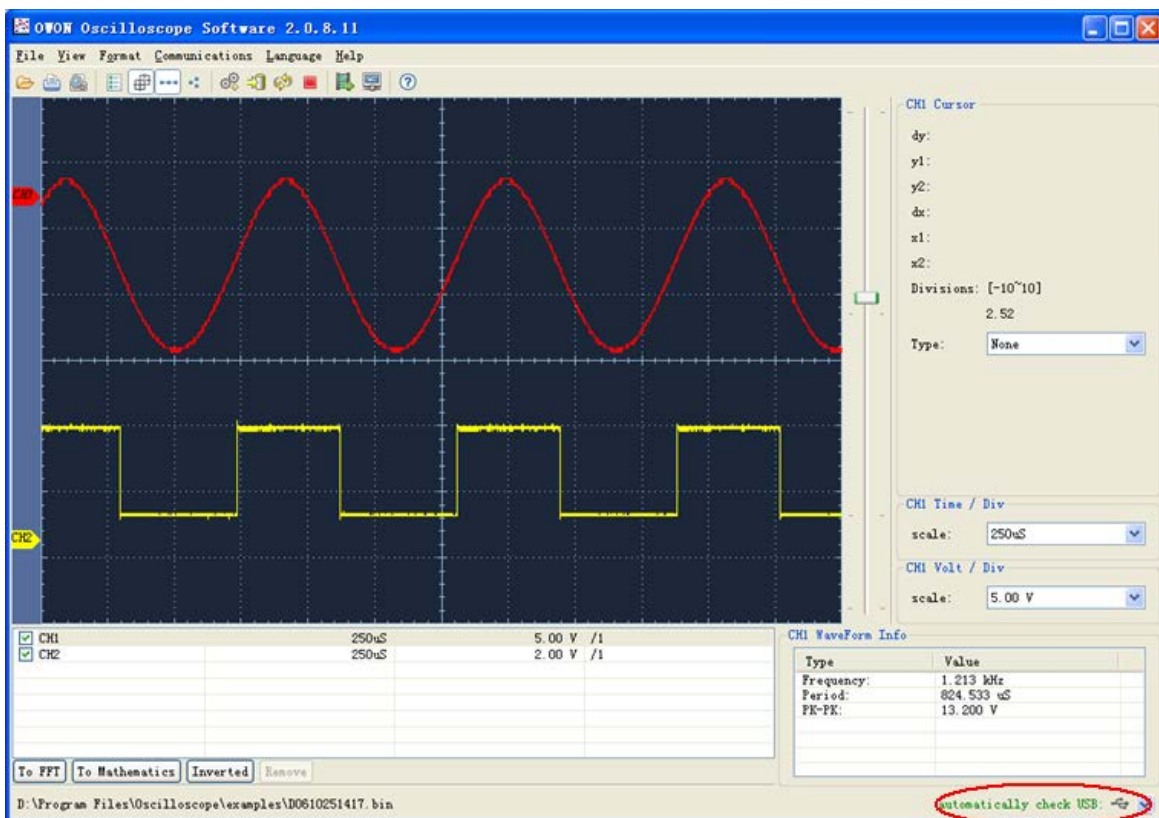 OWON Oscilloscope Software 2.0.8.11
File View Format Communications Language Help
CH1 Cursor
dy:
y1:
y2:
dx:
x1:
x2:
Divisions: [-10~10]
2.52
Type: None
CH1
CH2
CH1 Time / Div
scale: 250uS
CH1 Volt / Div
scale: 5.00 V
CH1 250uS 5.00 V /1
CH2 250uS 2.00 V /1
CH1 WaveForm Info
Type Value
Frequency: 1.213 kHz
Period: 824.533 uS
PK-PK: 13.200 V
To FFT To Mathematics Inverted Remove
D:\Program Files\Oscilloscope\examples\D0610251417.bin
automatically check USB: